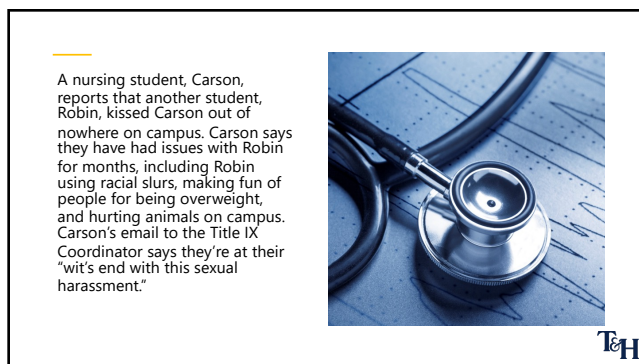 A nursing student, Carson,
reports that another student,
Robin, kissed Carson out of
nowhere on campus. Carson says
they have had issues with Robin
for months, including Robin
using racial slurs, making fun of
people for being overweight,
and hurting animals on campus.
Carson's email to the Title IX
Coordinator says they're at their
"wit's end with this sexual
harassment."
T&H